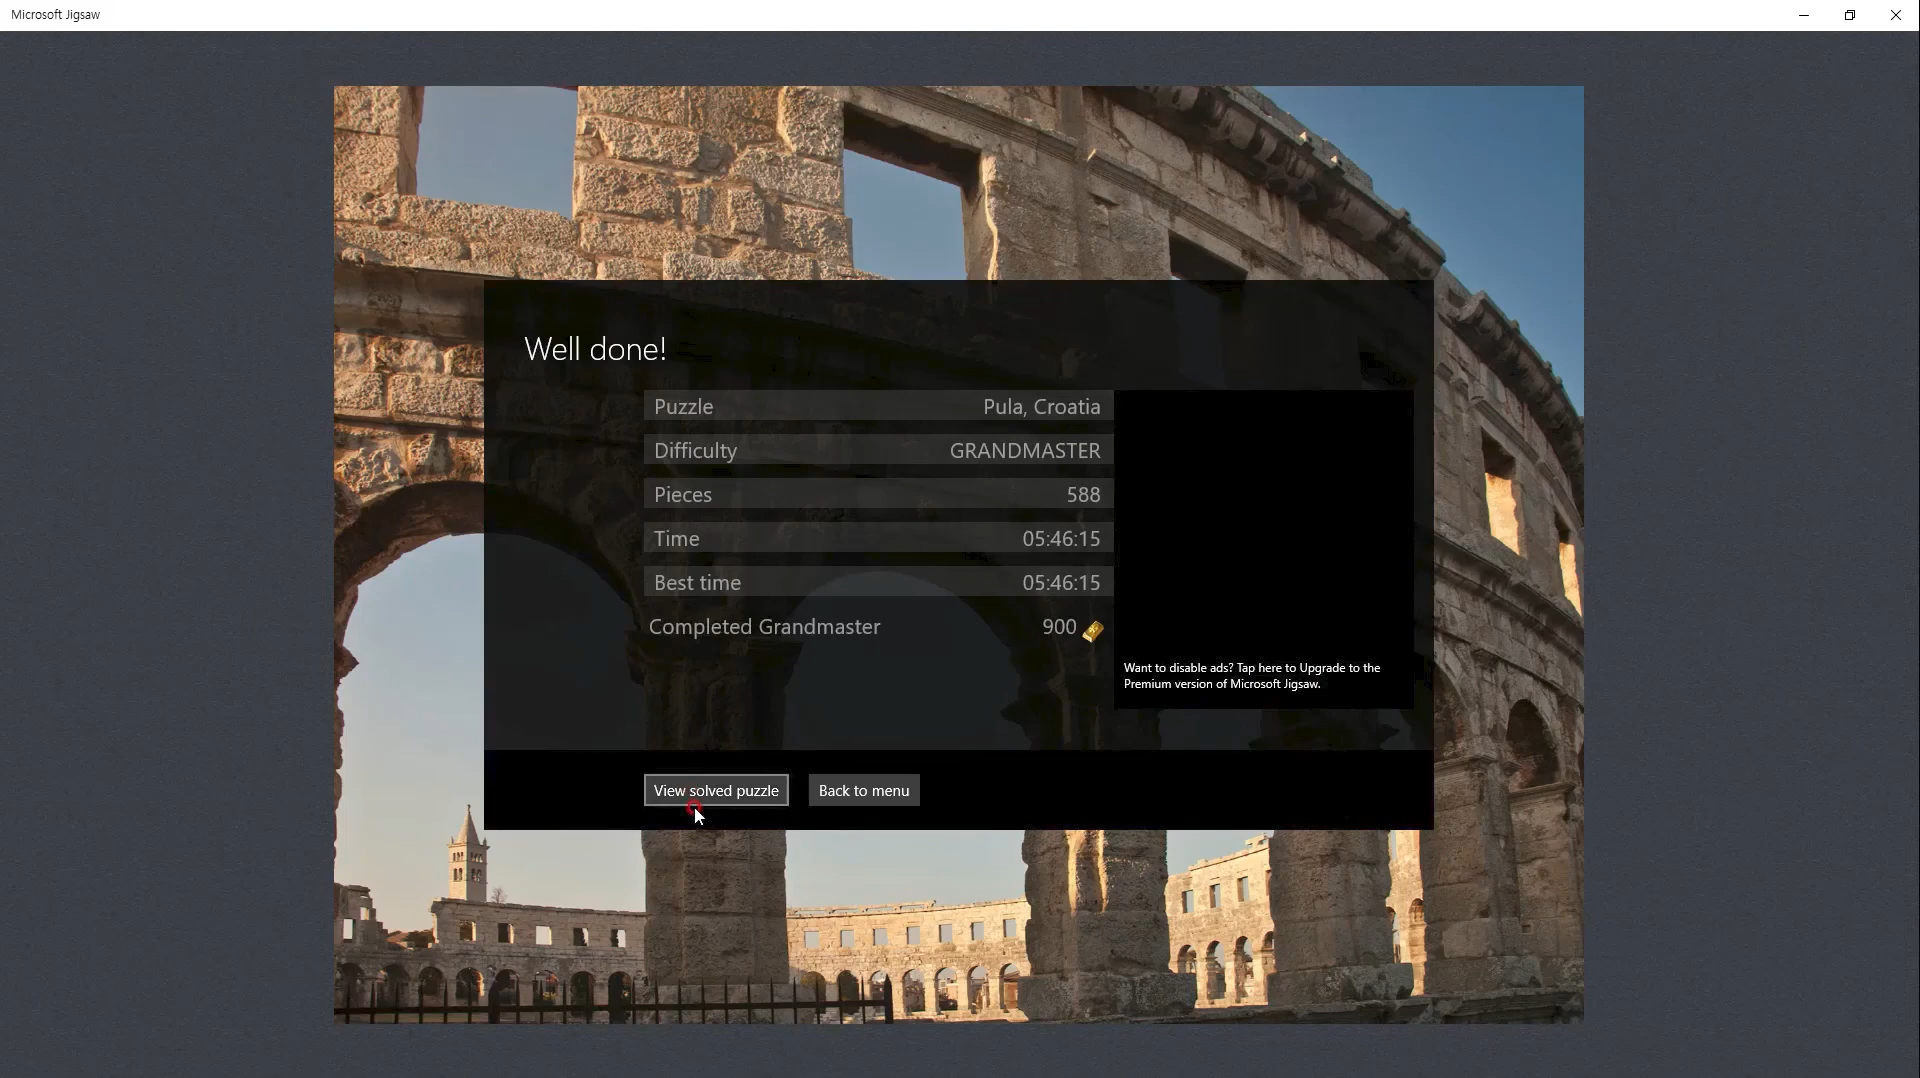 Microsoft Jigsaw
Well done!
Puzzle Pula, Croatia
Difficulty GRANDMASTER
Pieces 588
Time 05:46:15
Best time 05:46:15
Completed Grandmaster 900
Want to disable ads? Tap here to Upgrade to the
Premium version of Microsoft Jigsaw.
View solved puzzle Back to menu